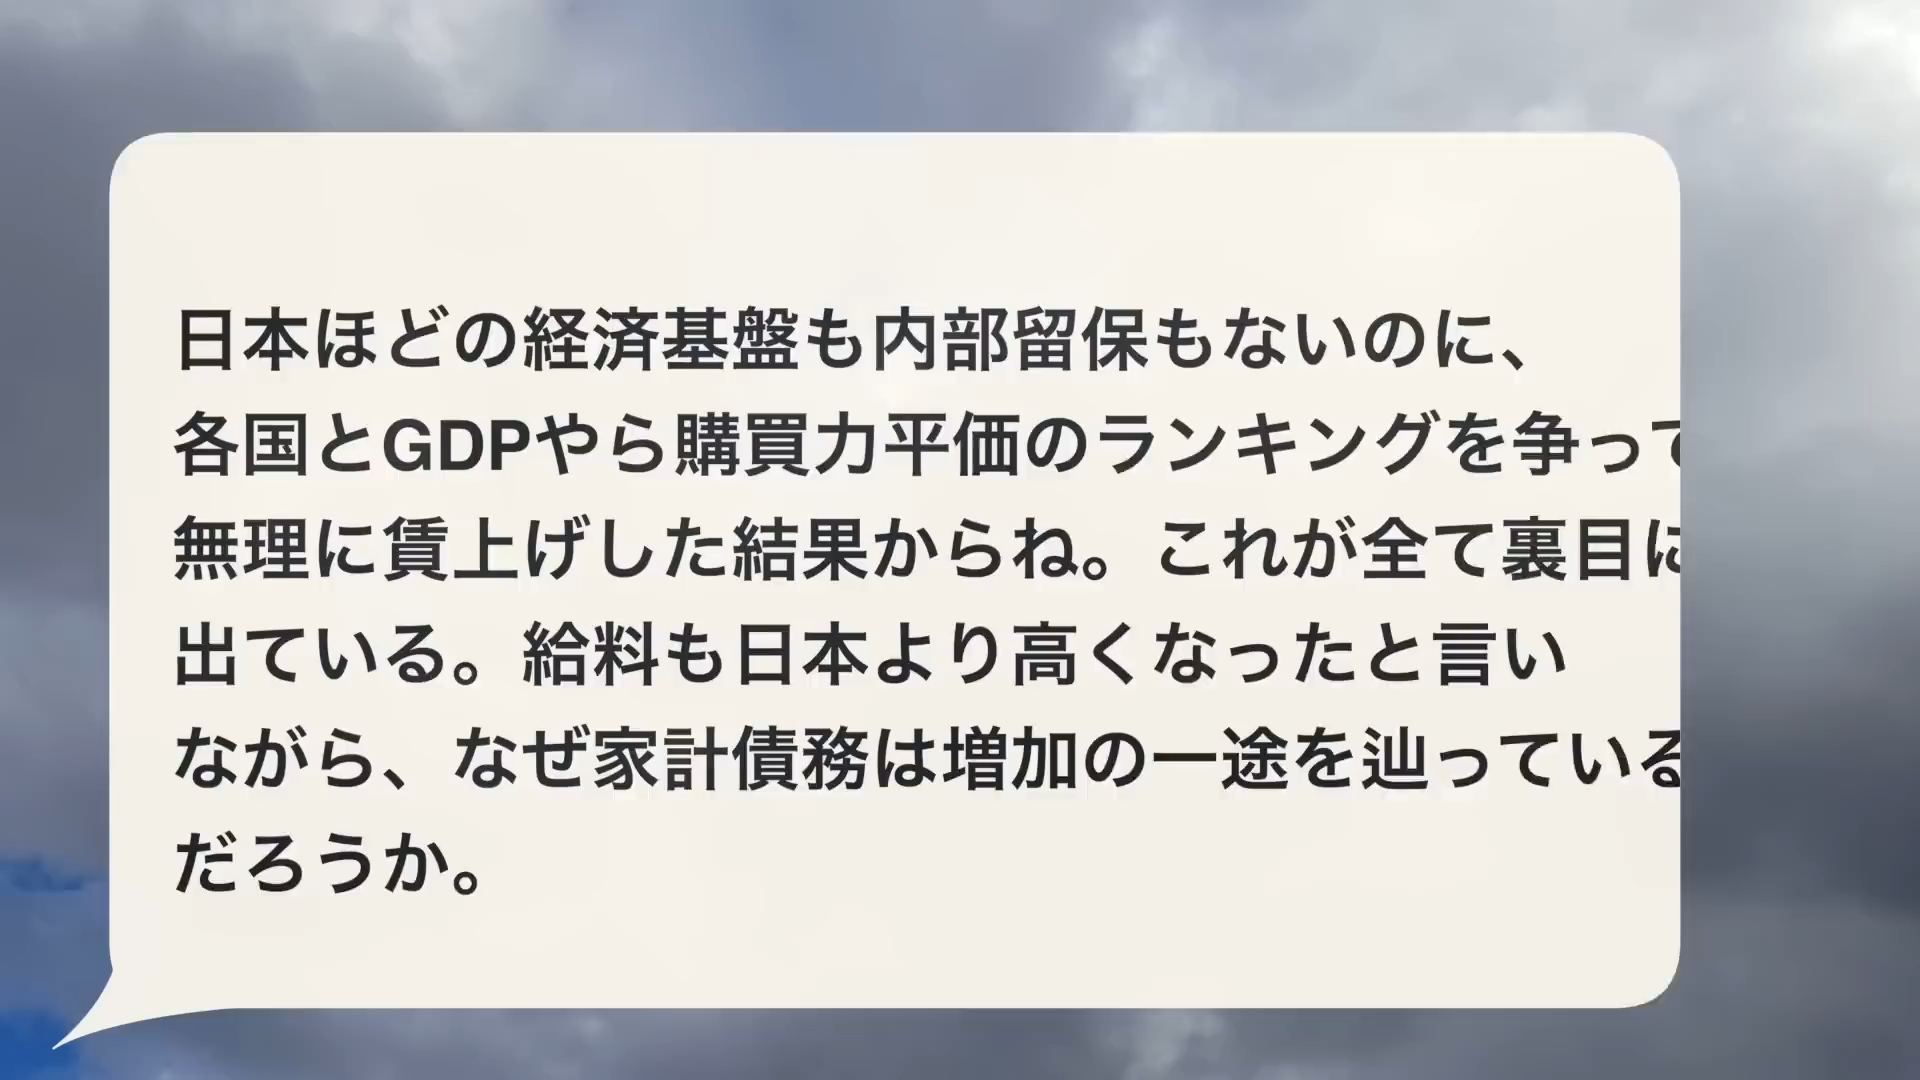 日本ほどの経済基盤も内部留保もないのに、
各国とGDPやら購買力平価のランキングを争って
無理に賃上げした結果からね。これが全て裏目に
出ている。給料も日本より高くなったと言い
ながら、なぜ家計債務は増加の一途を辿っている
だろうか。